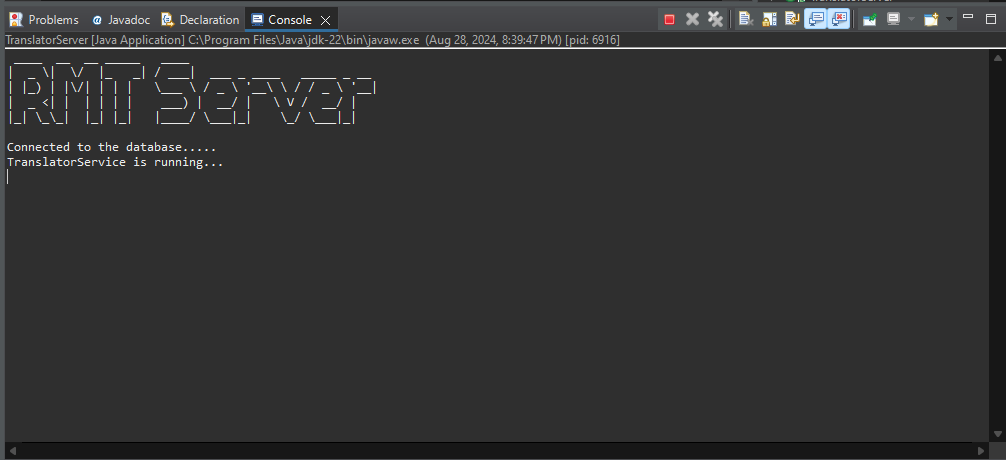 Problems Javadoc Declaration Console
TranslatorServer [Java Application] C:\Program Files\Java\jdk-22\bin\javaw.exe (Aug 28, 2024, 8:39:47 PM) [pid: 6916]
RMT Server
Connected to the database.....
TranslatorService is running...